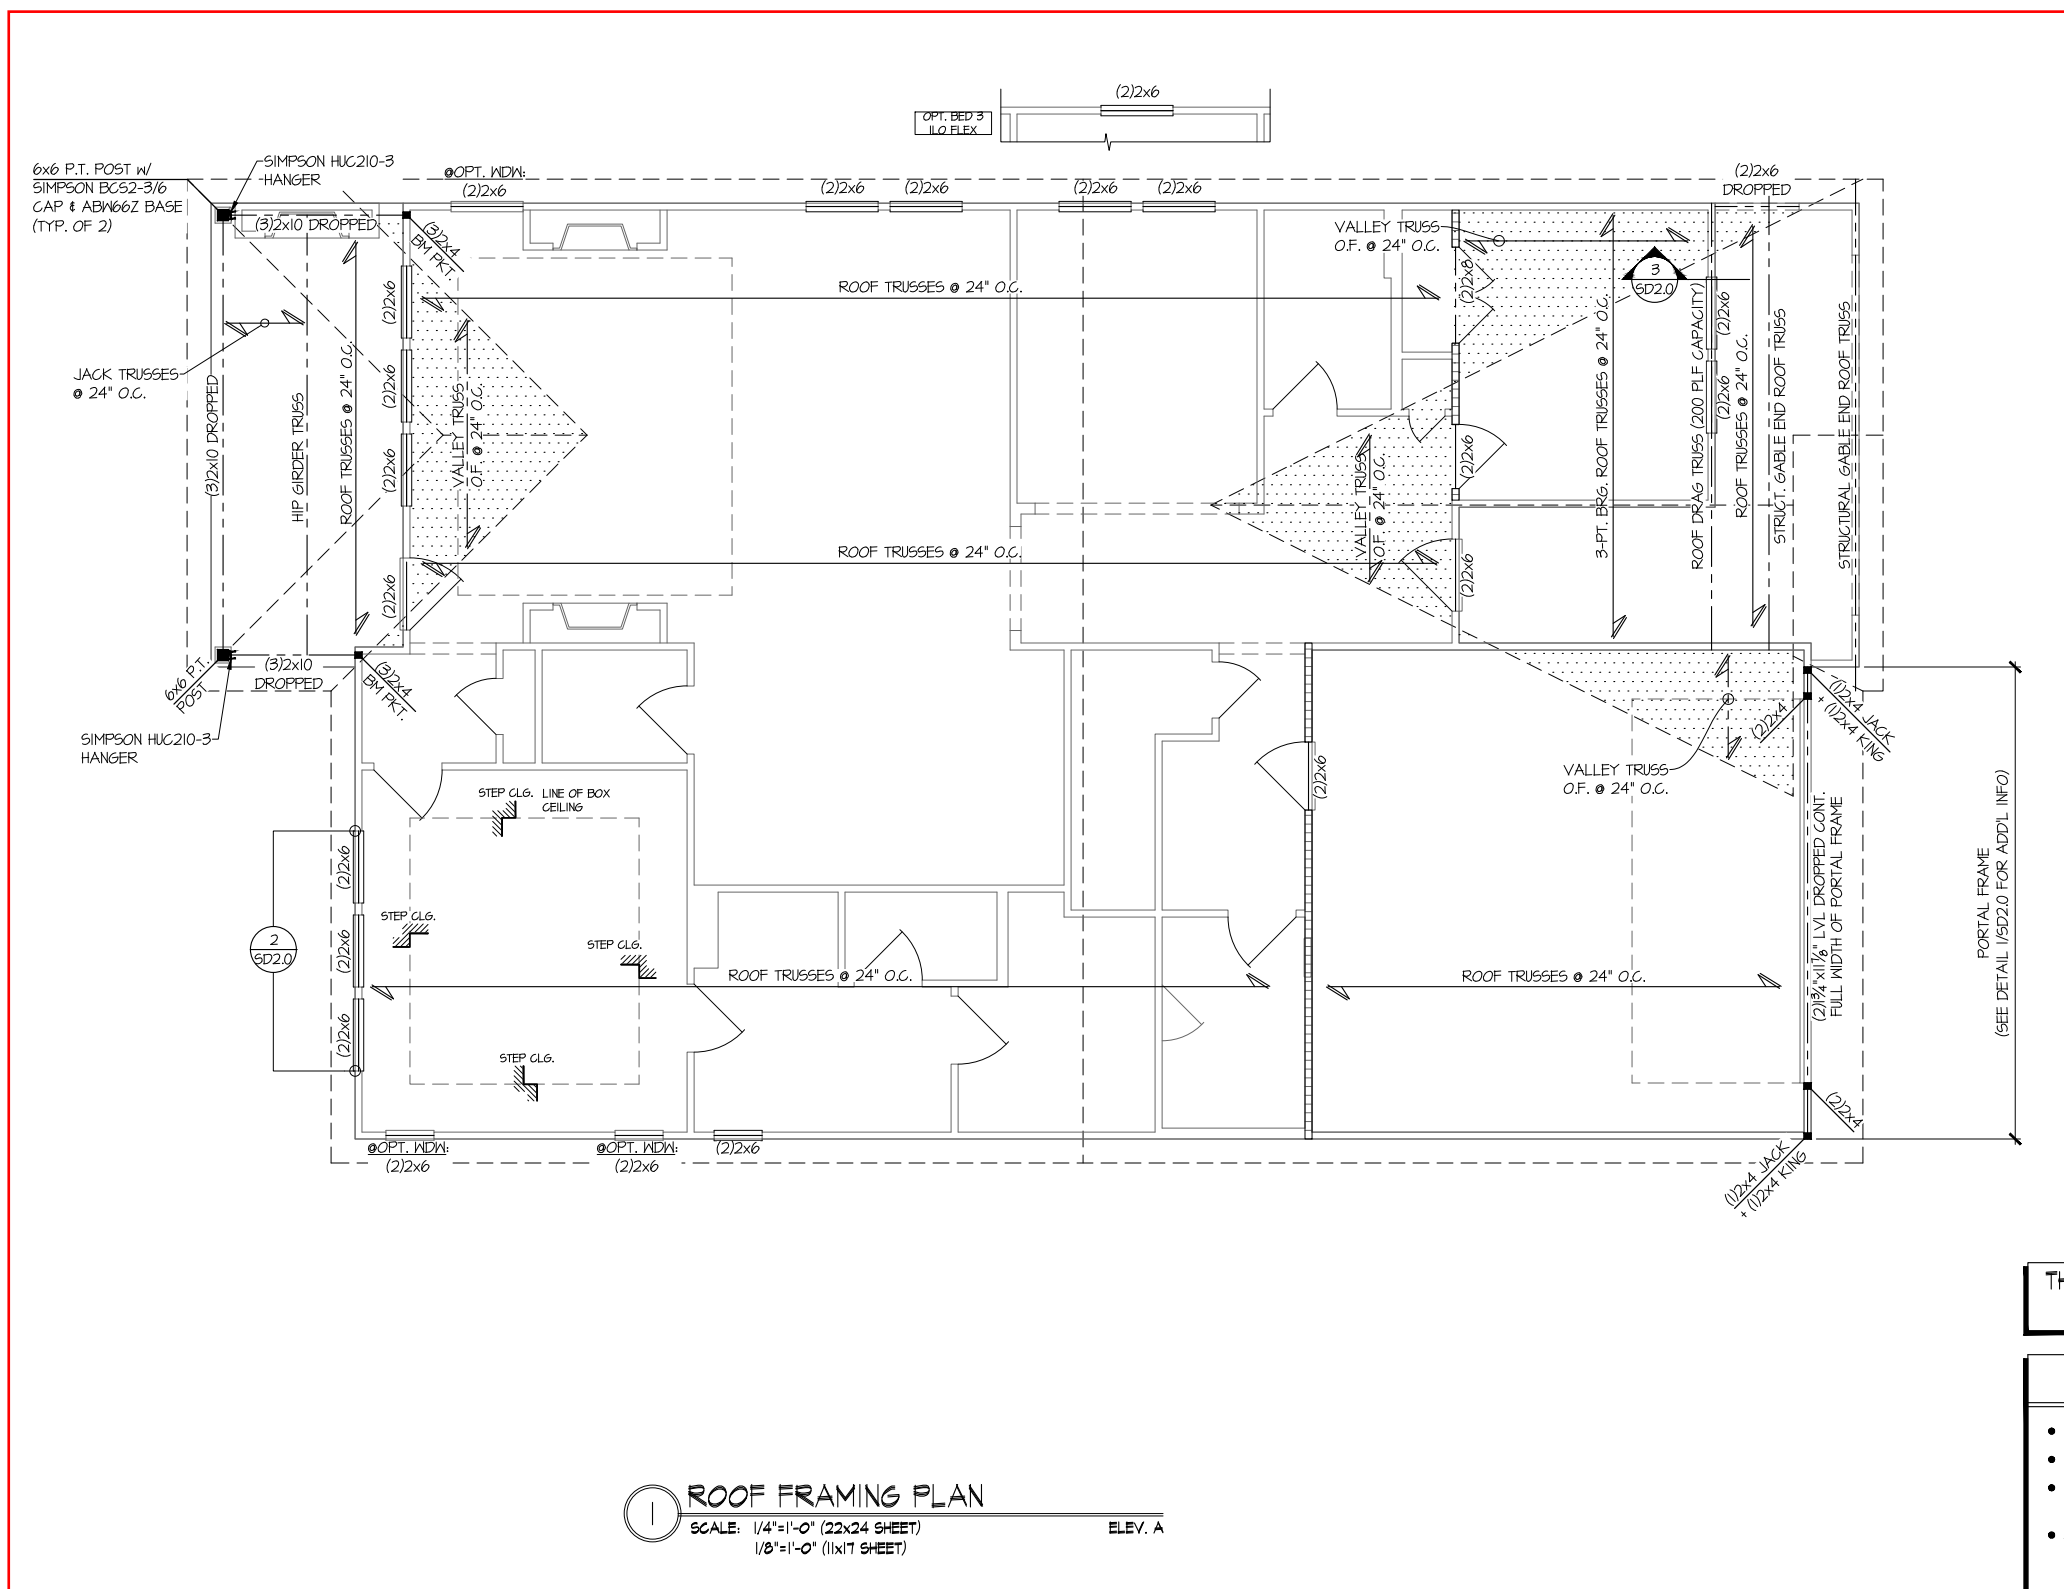 (2)2x6
OPT. BED 3
ILO FLEX
6x6 P.T. POST w/
SIMPSON BCS2-3/6
CAP & ABW66Z BASE
(TYP. OF 2)
SIMPSON HUC210-3
HANGER
@OPT. WDW:
(2)2x6
(2)2x6
(2)2x6
(2)2x6
(2)2x6
(2)2x6
DROPPED
(3)2x10 DROPPED
(3)2x4
BM PKT.
VALLEY TRUSS
O.F. @ 24" O.C.
3
SD2.0
(2)2x8
ROOF TRUSSES @ 24" O.C.
(2)2x6
(2)2x6
(2)2x6
(2)2x6
JACK TRUSSES
@ 24" O.C.
(3)2x10 DROPPED
HIP GIRDER TRUSS
ROOF TRUSSES @ 24" O.C.
VALLEY TRUSS
O.F. @ 24" O.C.
VALLEY TRUSS
O.F. @ 24" O.C.
(2)2x6
(2)2x6
3-PT. BRG. ROOF TRUSSES @ 24" O.C.
ROOF DRAG TRUSS (200 PLF CAPACITY)
(2)2x6
(2)2x6
ROOF TRUSSES @ 24" O.C.
STRUCT. GABLE END ROOF TRUSS
STRUCTURAL GABLE END ROOF TRUSS
ROOF TRUSSES @ 24" O.C.
6x6 P.T.
POST
(3)2x10
DROPPED
(3)2x4
BM PKT.
SIMPSON HUC210-3
HANGER
(2)2x4
(1)2x4 JACK
+ (1)2x4 KING
VALLEY TRUSS
O.F. @ 24" O.C.
(2)2x6
STEP CLG.
LINE OF BOX
CEILING
(2)2x6
(2)2x6
(2)2x6
2
SD2.0
STEP CLG.
STEP CLG.
STEP CLG.
ROOF TRUSSES @ 24" O.C.
ROOF TRUSSES @ 24" O.C.
(2)1¾"x11⅞" LVL DROPPED CONT.
FULL WIDTH OF PORTAL FRAME
PORTAL FRAME
(SEE DETAIL 1/SD2.0 FOR ADD'L INFO)
@OPT. WDW:
(2)2x6
@OPT. WDW:
(2)2x6
(2)2x6
(2)2x4
(1)2x4 JACK
+ (1)2x4 KING
TH
1
ROOF FRAMING PLAN
SCALE: 1/4"=1'-0" (22x24 SHEET)
ELEV. A
1/8"=1'-0" (11x17 SHEET)